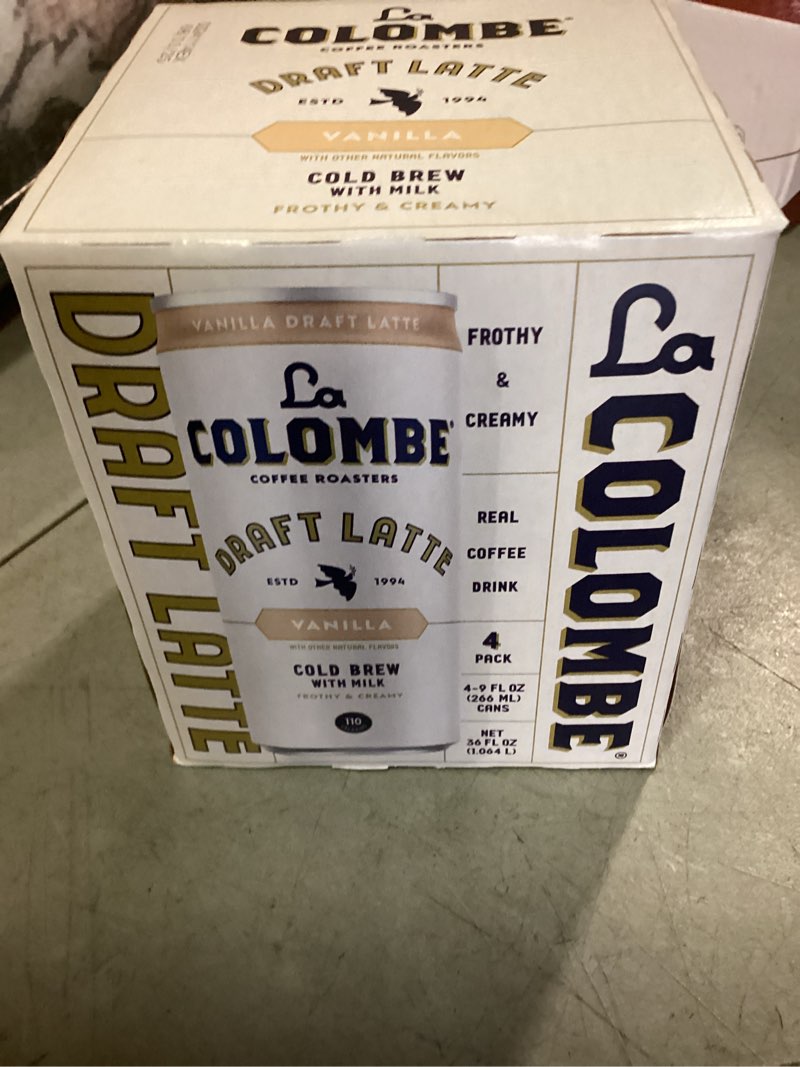 La
COLOMBE
COFFEE ROASTERS
DRAFT LATTE
ESTD 1994
VANILLA
WITH OTHER NATURAL FLAVORS
COLD BREW
WITH MILK
FROTHY & CREAMY
DRAFT LATTE
VANILLA DRAFT LATTE
La
COLOMBE®
COFFEE ROASTERS
DRAFT LATTE
ESTD 1994
VANILLA
WITH OTHER NATURAL FLAVORS
COLD BREW
WITH MILK
FROTHY & CREAMY
110
FROTHY
&
CREAMY
REAL
COFFEE
DRINK
4
PACK
4-9 FL OZ
(266 ML)
CANS
NET
36 FL OZ
(1.064 L)
La COLOMBE®